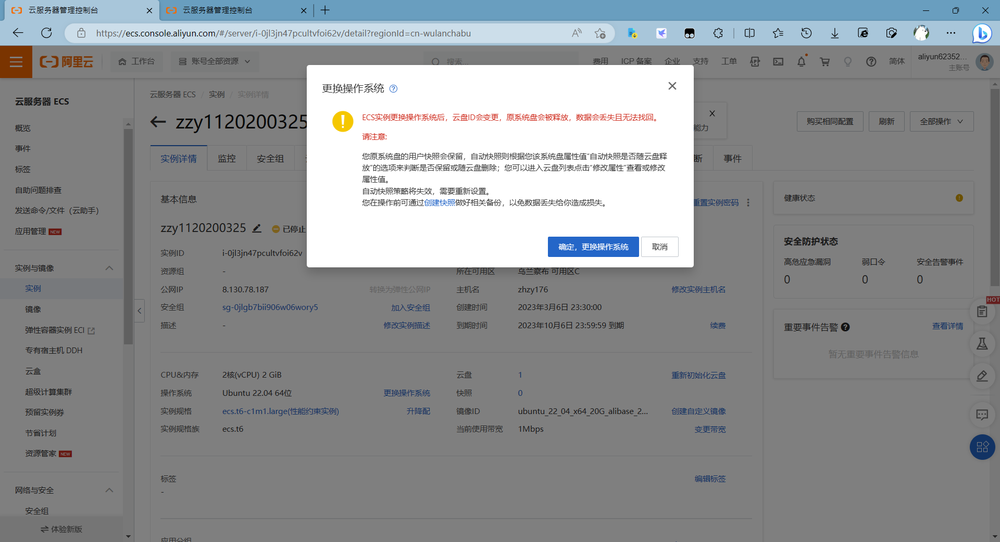 云服务器管理控制台
云服务器管理控制台
https://ecs.console.aliyun.com/#/server/i-0jl3jn47pcultvfoi62v/detail?regionId=cn-wulanchabu
阿里云
工作台
账号全部资源
搜索...
费用
ICP 备案
企业
支持
工单
简体
aliyun62352...
主账号
云服务器 ECS
概览
事件
标签
自助问题排查
发送命令/文件（云助手）
应用管理 NEW
实例与镜像
实例
镜像
弹性容器实例 ECI
专有宿主机 DDH
云盒
超级计算集群
预留实例券
节省计划
资源管家 NEW
网络与安全
安全组
体验新版
云服务器 ECS / 实例 / 实例详情
zzy1120200325
能力
购买相同配置
刷新
全部操作
实例详情
监控
安全组
断
事件
更换操作系统
ECS实例更换操作系统后，云盘ID会变更，原系统盘会被释放，数据会丢失且无法找回。
请注意:
您原系统盘的用户快照会保留，自动快照则根据您该系统盘属性值“自动快照是否随云盘释
放”的选项来判断是否保留或随云盘删除；您可以进入云盘列表点击“修改属性”查看或修改
属性值。
自动快照策略将失效，需要重新设置。
您在操作前可通过创建快照做好相关备份，以免数据丢失给你造成损失。
确定，更换操作系统
取消
基本信息
重置实例密码
zzy1120200325
已停止
实例ID
i-0jl3jn47pcultvfoi62v
资源组
-
所在可用区
乌兰察布 可用区C
公网IP
8.130.78.187
转换为弹性公网IP
主机名
zhzy176
修改实例主机名
安全组
sg-0jlgb7bii906w06wory5
加入安全组
创建时间
2023年3月6日 23:30:00
描述
-
修改实例描述
到期时间
2023年10月6日 23:59:59 到期
续费
CPU&内存
2核(vCPU) 2 GiB
云盘
1
重新初始化云盘
操作系统
Ubuntu 22.04 64位
更换操作系统
快照
0
实例规格
ecs.t6-c1m1.large(性能约束实例)
升降配
镜像ID
ubuntu_22_04_x64_20G_alibase_2...
创建自定义镜像
实例规格族
ecs.t6
当前使用带宽
1Mbps
变更带宽
标签
编辑标签
-
应用分组
健康状态
安全防护状态
高危应急漏洞
弱口令
安全告警事件
0
0
0
重要事件告警
查看详情
暂无重要事件告警信息
HOT